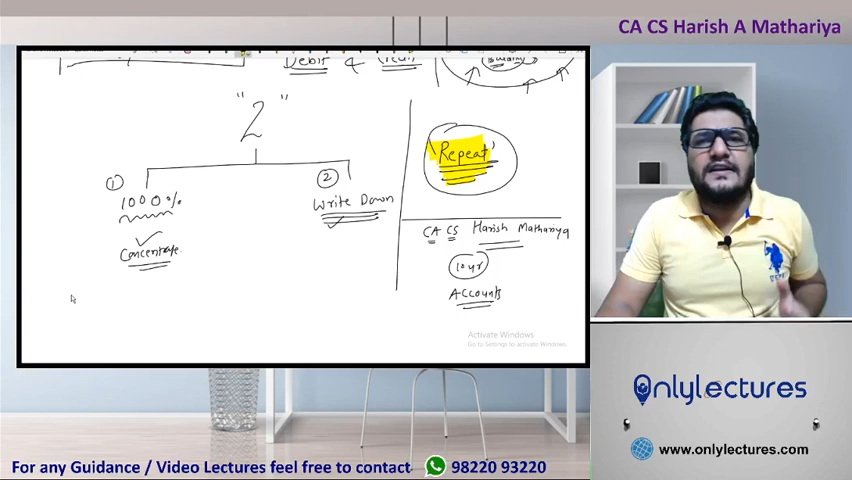 CA CS Harish A Mathariya
Debit &
"2"
① ②
1000%
Concentrate
Write Down
Repeat
CA CS Harish Mathariya
10 yr
Accounts
Activate Windows
Go to Settings to activate Windows.
Onlylectures
www.onlylectures.com
For any Guidance / Video Lectures feel free to contact 98220 93220